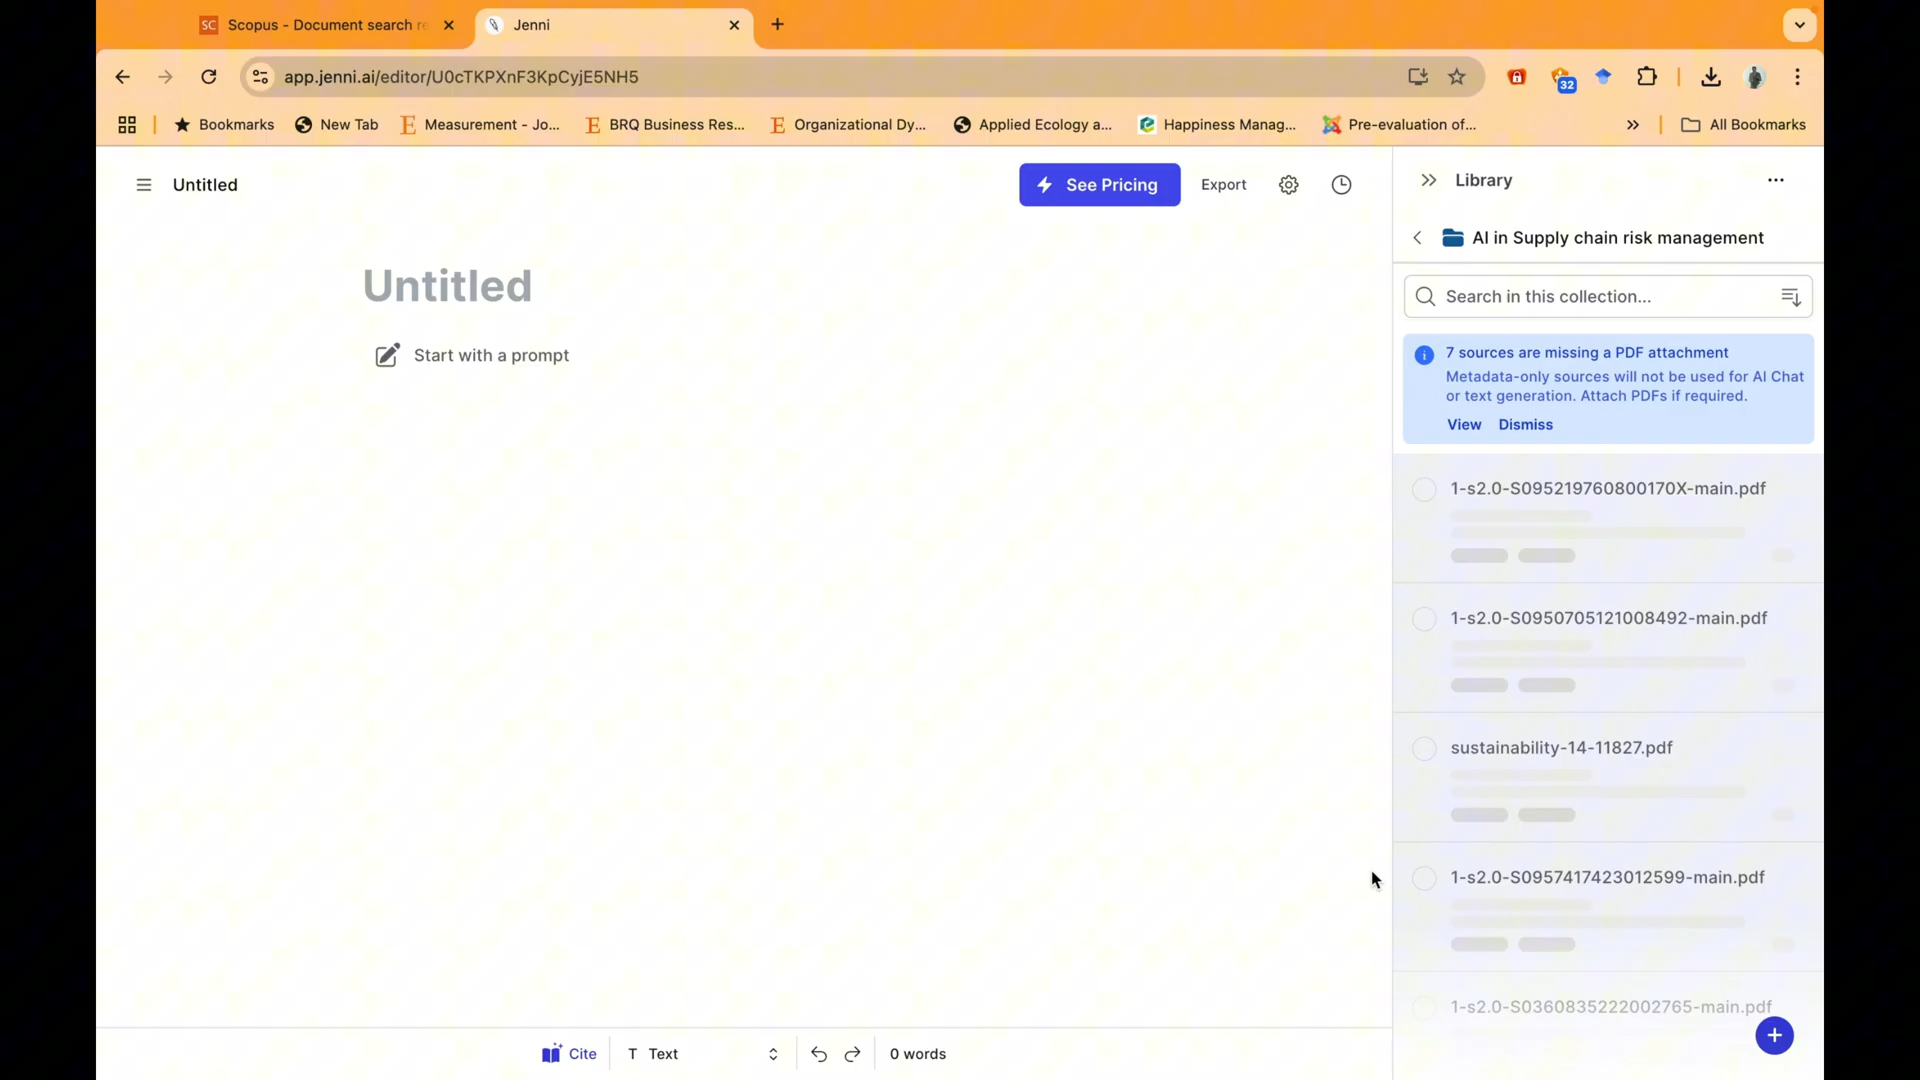 SC Scopus - Document search re
Jenni
app.jenni.ai/editor/U0cTKPXnF3KpCyjE5NH5
32
Bookmarks
New Tab
Measurement - Jo...
BRQ Business Res...
Organizational Dy...
Applied Ecology a...
Happiness Manag...
Pre-evaluation of...
All Bookmarks
Untitled
See Pricing
Export
Library
AI in Supply chain risk management
Untitled
Search in this collection...
Start with a prompt
7 sources are missing a PDF attachment
Metadata-only sources will not be used for AI Chat
or text generation. Attach PDFs if required.
View Dismiss
1-s2.0-S095219760800170X-main.pdf
1-s2.0-S0950705121008492-main.pdf
sustainability-14-11827.pdf
1-s2.0-S0957417423012599-main.pdf
1-s2.0-S0360835222002765-main.pdf
Cite
T Text
0 words